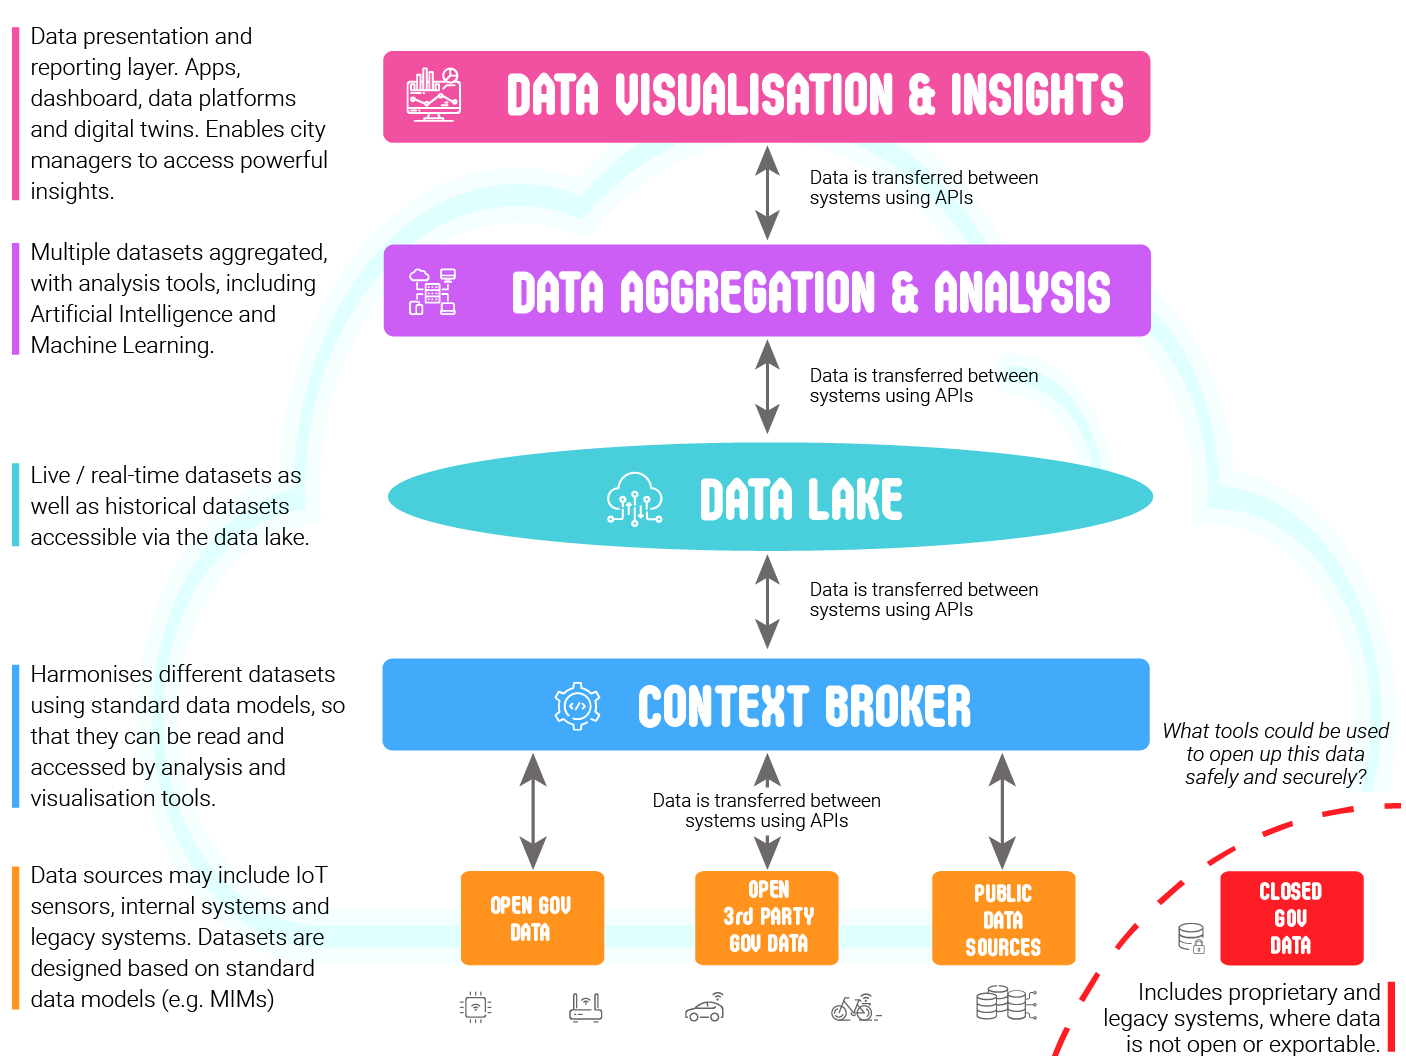 Data presentation and
reporting layer. Apps,
dashboard, data platforms
and digital twins. Enables city
managers to access powerful
insights.
DATA VISUALISATION & INSIGHTS
Data is transferred between
systems using APIs
Multiple datasets aggregated,
with analysis tools, including
Artificial Intelligence and
Machine Learning.
DATA AGGREGATION & ANALYSIS
Data is transferred between
systems using APIs
Live / real-time datasets as
well as historical datasets
accessible via the data lake.
DATA LAKE
Data is transferred between
systems using APIs
Harmonises different datasets
using standard data models, so
that they can be read and
accessed by analysis and
visualisation tools.
CONTEXT BROKER
What tools could be used
to open up this data
safely and securely?
Data is transferred between
systems using APIs
Data sources may include IoT
sensors, internal systems and
legacy systems. Datasets are
designed based on standard
data models (e.g. MIMs)
OPEN GOV
DATA
OPEN
3rd PARTY
GOV DATA
PUBLIC
DATA
SOURCES
CLOSED
GOV
DATA
Includes proprietary and
legacy systems, where data
is not open or exportable.